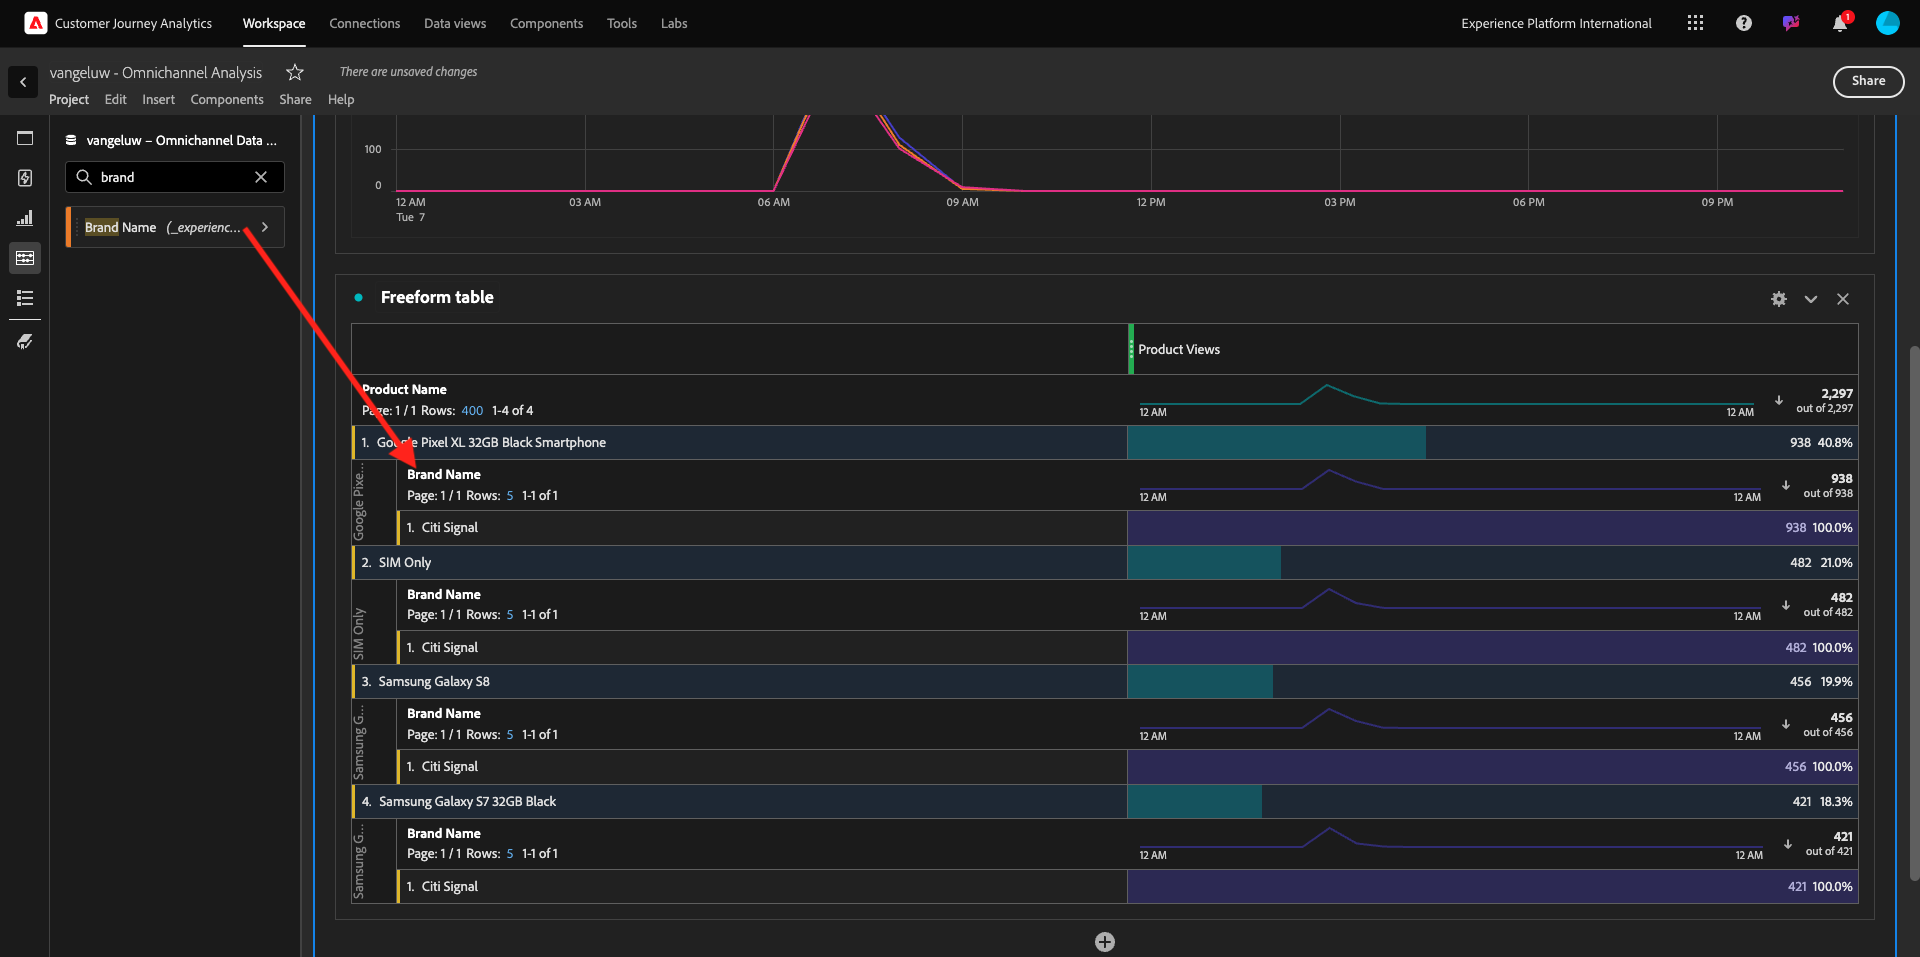 Customer Journey Analytics Workspace Connections Data views Components Tools Labs Experience Platform International 1
vangeluw - Omnichannel Analysis There are unsaved changes
Share
Project Edit Insert Components Share Help
vangeluw – Omnichannel Data ...
brand
Brand Name (_experienc...
100
0
12 AM 03 AM 06 AM 09 AM 12 PM 03 PM 06 PM 09 PM
Tue 7
Freeform table
Product Views
Product Name
Page: 1 / 1 Rows: 400 1-4 of 4
12 AM 12 AM
2,297
out of 2,297
1. Google Pixel XL 32GB Black Smartphone 938 40.8%
Google Pixe...
Brand Name
Page: 1 / 1 Rows: 5 1-1 of 1
12 AM 12 AM
938
out of 938
1. Citi Signal 938 100.0%
2. SIM Only 482 21.0%
SIM Only
Brand Name
Page: 1 / 1 Rows: 5 1-1 of 1
12 AM 12 AM
482
out of 482
1. Citi Signal 482 100.0%
3. Samsung Galaxy S8 456 19.9%
Samsung G...
Brand Name
Page: 1 / 1 Rows: 5 1-1 of 1
12 AM 12 AM
456
out of 456
1. Citi Signal 456 100.0%
4. Samsung Galaxy S7 32GB Black 421 18.3%
Samsung G...
Brand Name
Page: 1 / 1 Rows: 5 1-1 of 1
12 AM 12 AM
421
out of 421
1. Citi Signal 421 100.0%